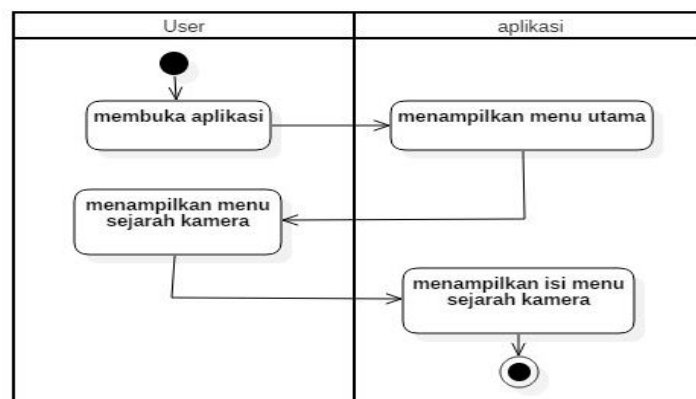 User
aplikasi
membuka aplikasi
menampilkan menu utama
menampilkan menu
sejarah kamera
menampilkan isi menu
sejarah kamera